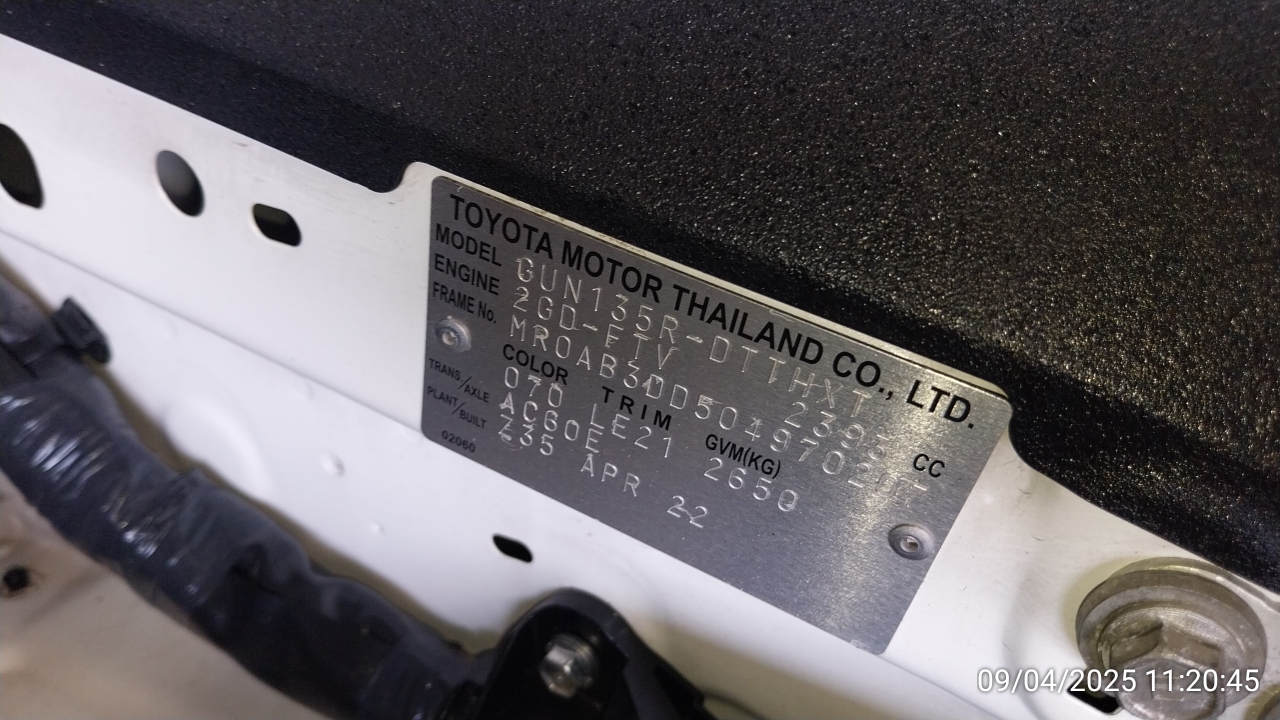 TOYOTA MOTOR THAILAND CO., LTD.
MODEL GUN135R-DTTHXT
ENGINE 2GD-FTV 2393 CC
FRAME No.
COLOR TRIM GVM(KG)
070 LE21 2650
TRANS/AXLE AC60E
PLANT/BUILT Z35 APR 22
02060
09/04/2025 11:20:45